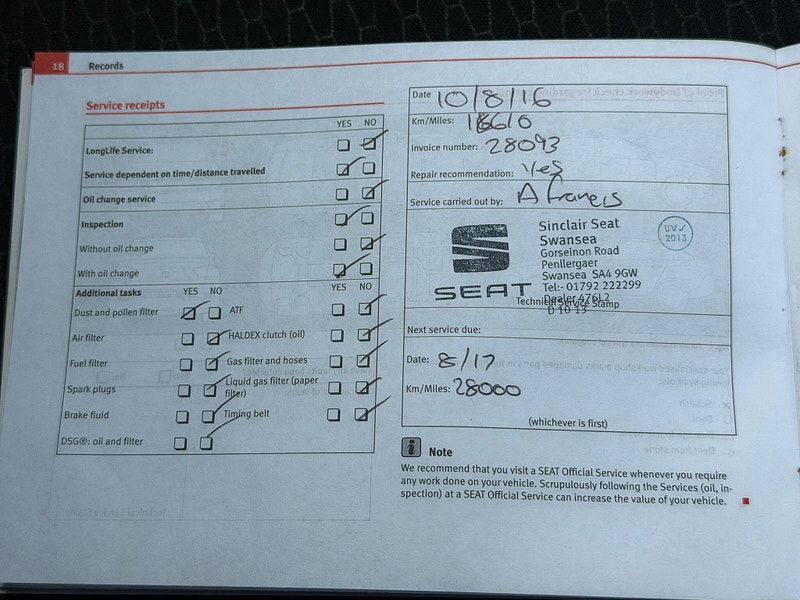 18 Records
Service receipts
YES NO
LongLife Service:
Service dependent on time/distance travelled
Oil change service
Inspection
Without oil change
With oil change
Additional tasks YES NO YES NO
Dust and pollen filter ATF
Air filter HALDEX clutch (oil)
Fuel filter Gas filter and hoses
Spark plugs Liquid gas filter (paper
filter)
Brake fluid Timing belt
DSG®: oil and filter
Date 10/8/16
Km/Miles:
Invoice number: 28093
Repair recommendation: Yes
Service carried out by: A Francis
SEAT
Sinclair Seat
Swansea
Gorseinon Road
Penllergaer
Swansea SA4 9GW
Tel:- 01792 222299
Dealer 476L2
Technical Service Stamp
D 10 13
UV✓
2013
Next service due:
Date: 8/17
Km/Miles: 28000
(whichever is first)
i Note
We recommend that you visit a SEAT Official Service whenever you require
any work done on your vehicle. Scrupulously following the Services (oil, in-
spection) at a SEAT Official Service can increase the value of your vehicle.